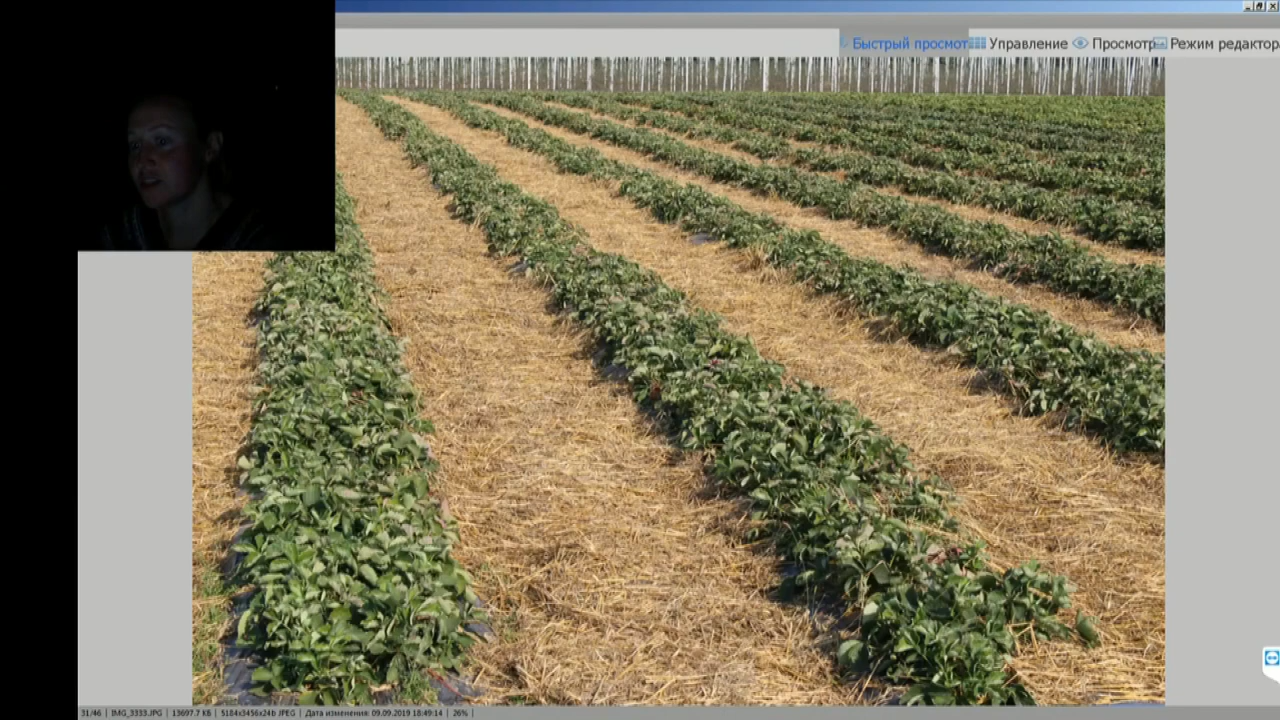 Быстрый просмот Управление Просмотр Режим редактор
31/46 | IMG_3333.JPG | 13697.7 КБ | 5184x3456x24b JPEG | Дата изменения: 09.09.2019 18:49:14 | 26% |